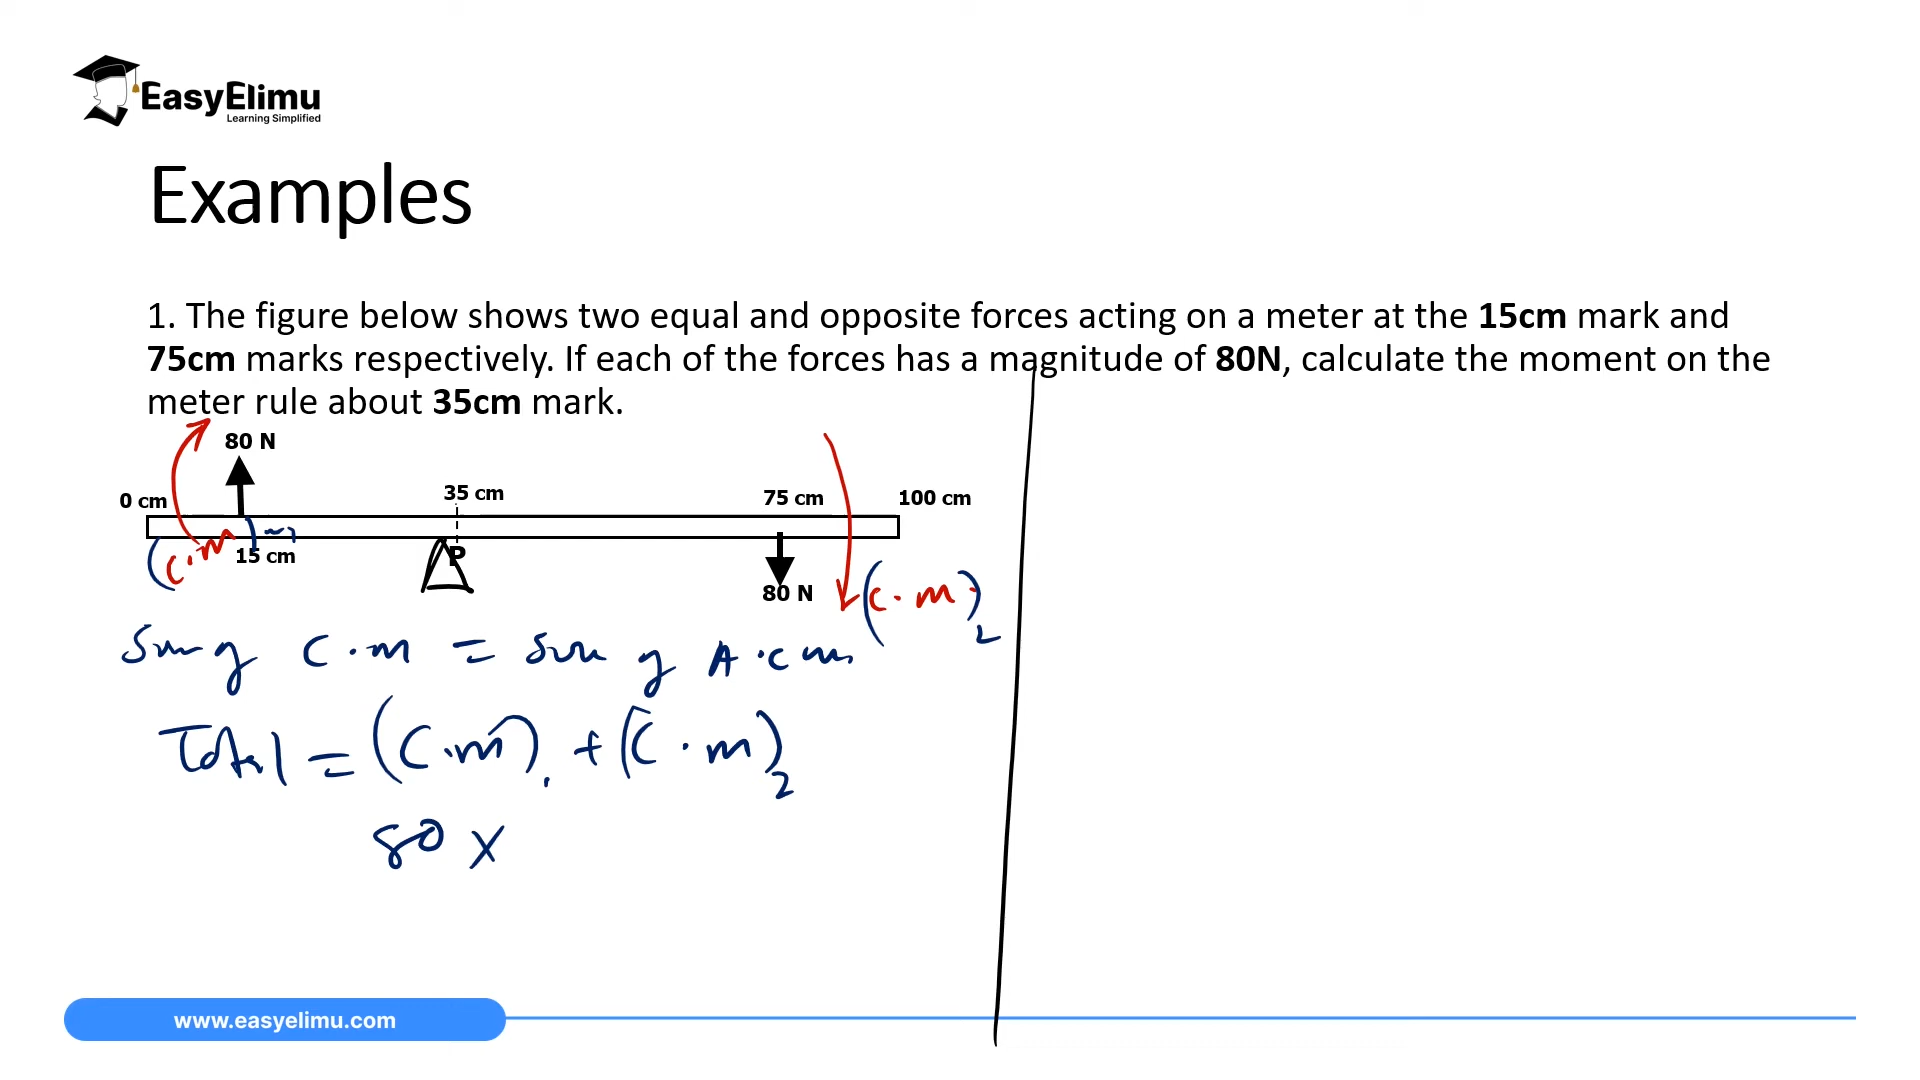 EasyElimu
Learning Simplified
Examples
1. The figure below shows two equal and opposite forces acting on a meter at the 15cm mark and
75cm marks respectively. If each of the forces has a magnitude of 80N, calculate the moment on the
meter rule about 35cm mark.
80 N
0 cm
35 cm
75 cm
100 cm
(C.M)
15 cm
P
80 N
(C.M)2
Sum of C.M = Sum of A.C M
Total = (C.M)1 + (C.M)2
80 X
www.easyelimu.com